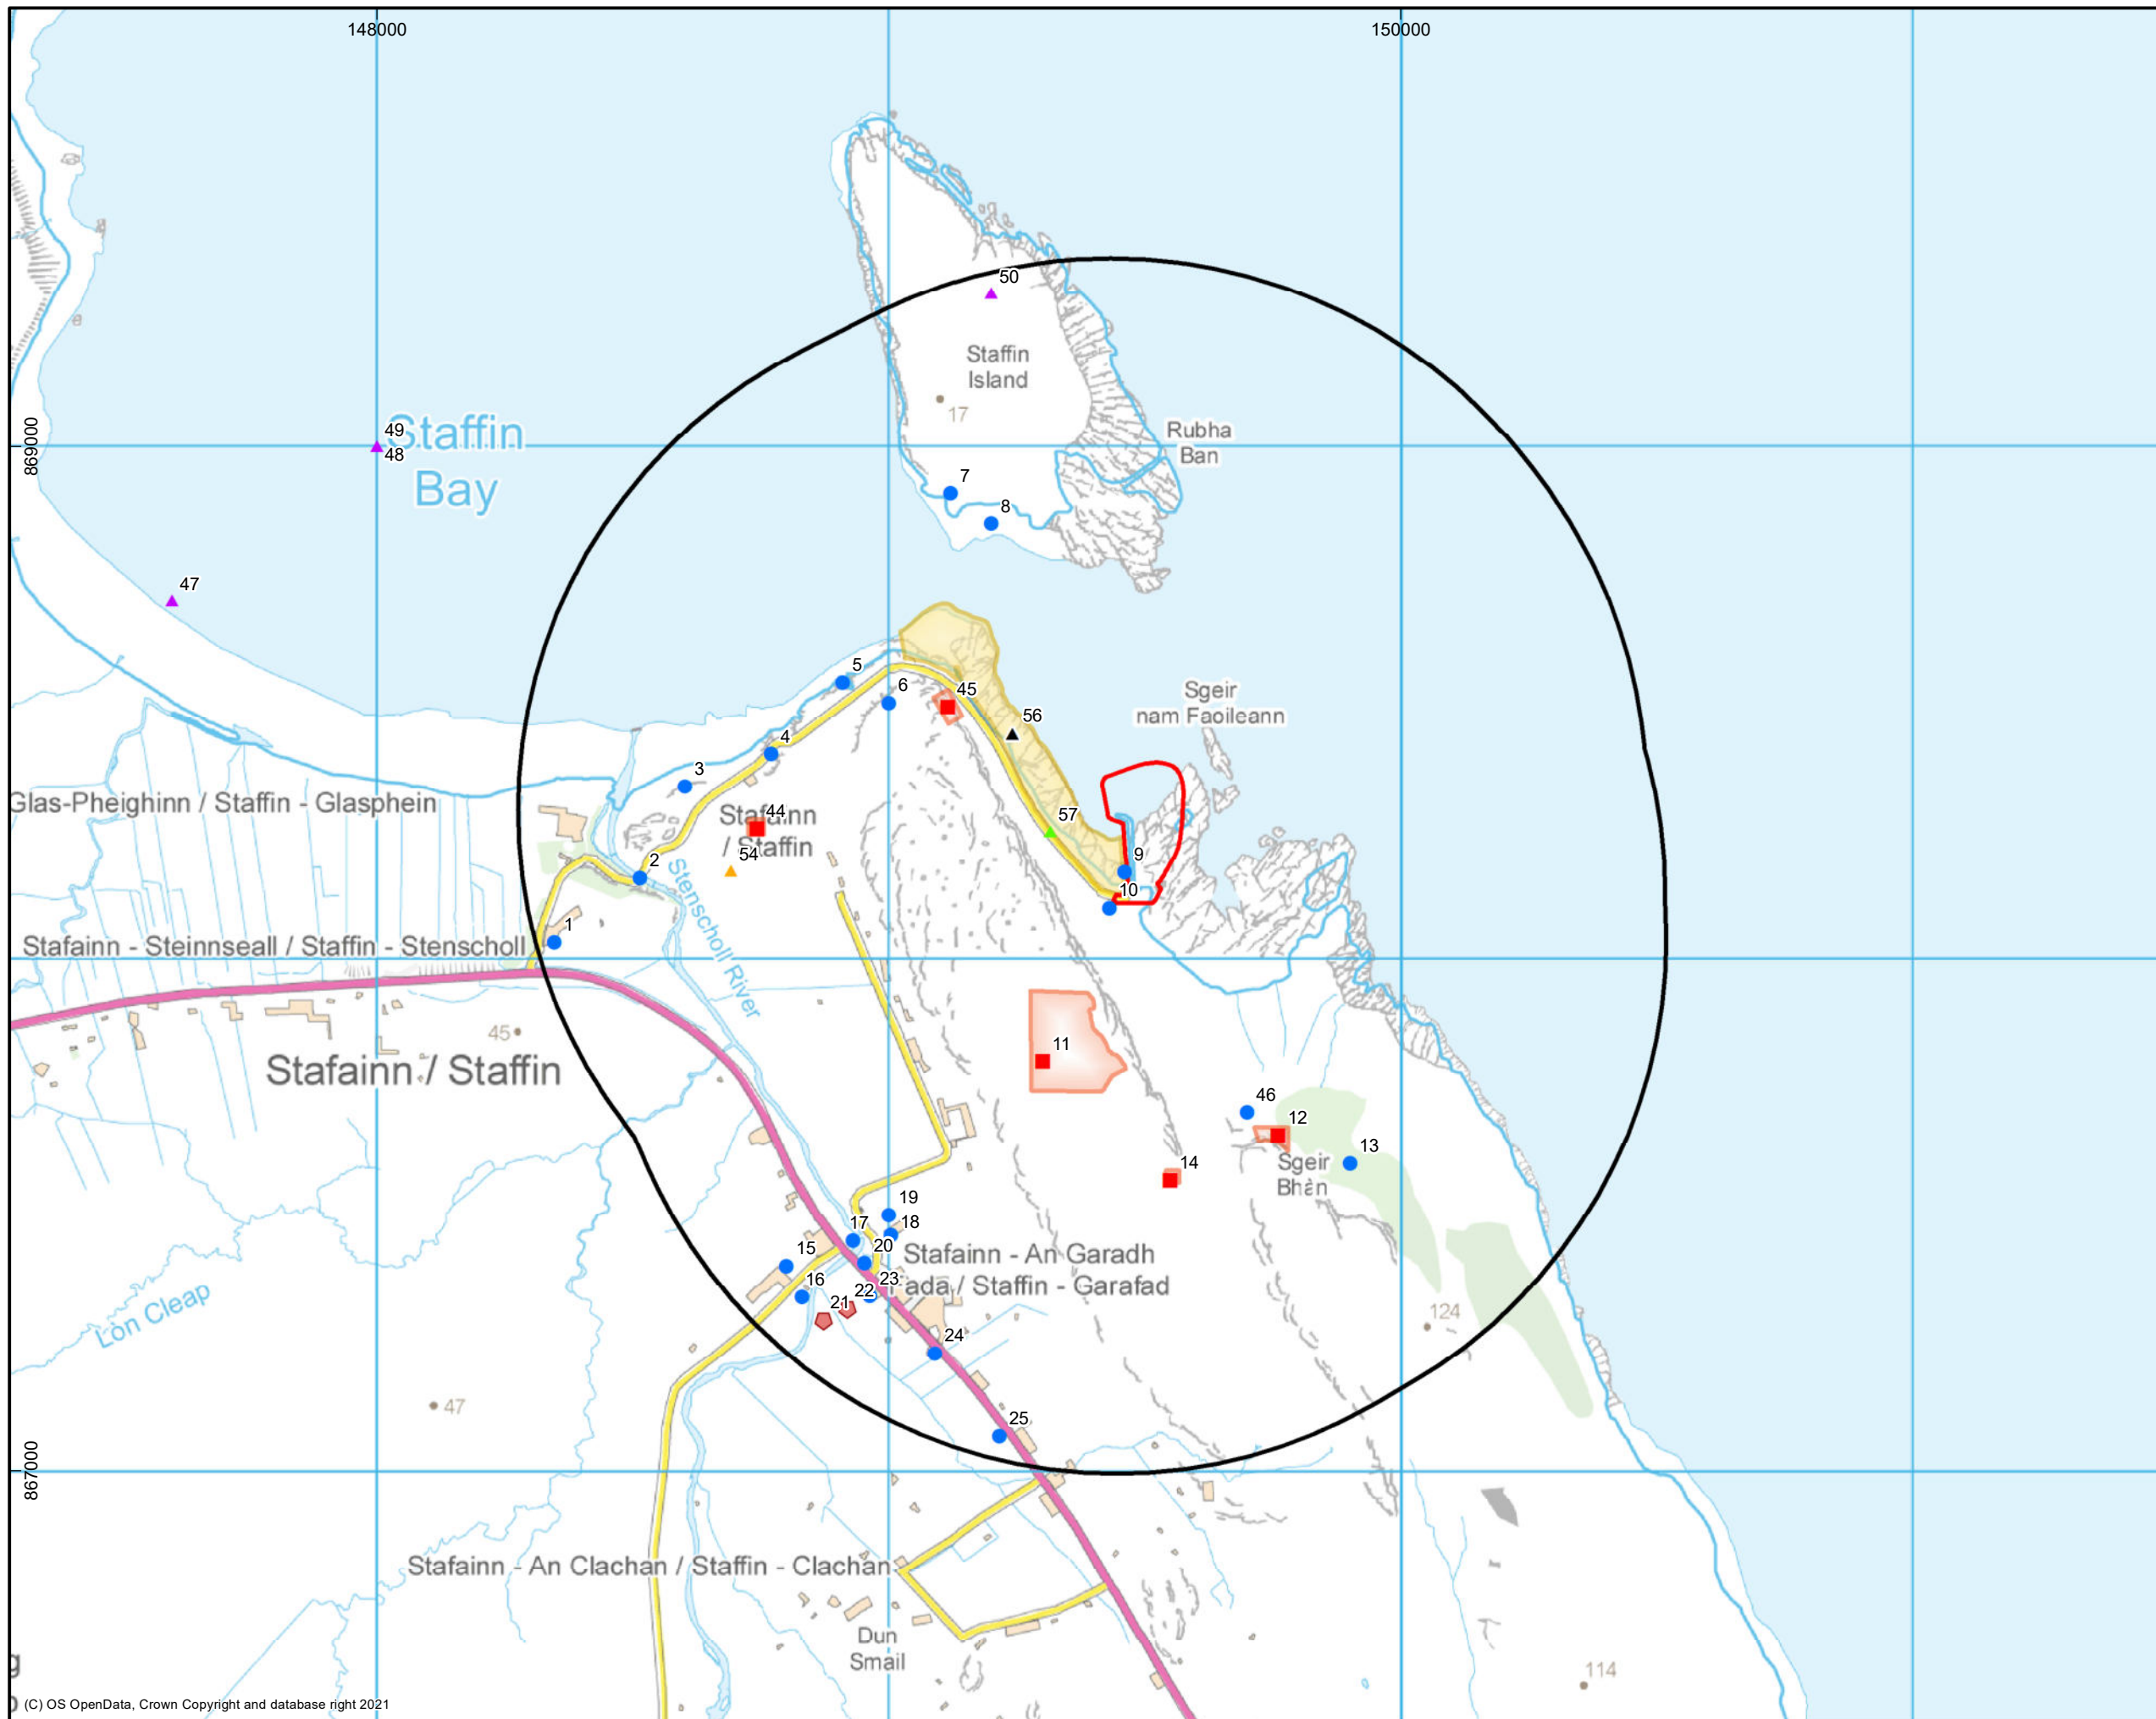 148000
150000
50
Staffin
Island
17
869000
49
Staffin
48
Bay
Rubha
Ban
7
8
47
5
6
45
Sgeir
nam Faoileann
56
4
3
Glas-Pheighinn / Staffin - Glasphein
44
Stafainn
/ Staffin
57
54
2
9
10
Stenscholl River
1
Stafainn - Steinnseall / Staffin - Stenscholl
45
Stafainn / Staffin
11
46
12
13
14
Sgeir
Bhàn
19
17
18
15
20
Stafainn - An Garadh
16
23
ada / Staffin - Garafad
22
21
Lòn Cleap
124
24
47
25
867000
Stafainn - An Clachan / Staffin - Clachan
Dun
Smail
114
(C) OS OpenData, Crown Copyright and database right 2021